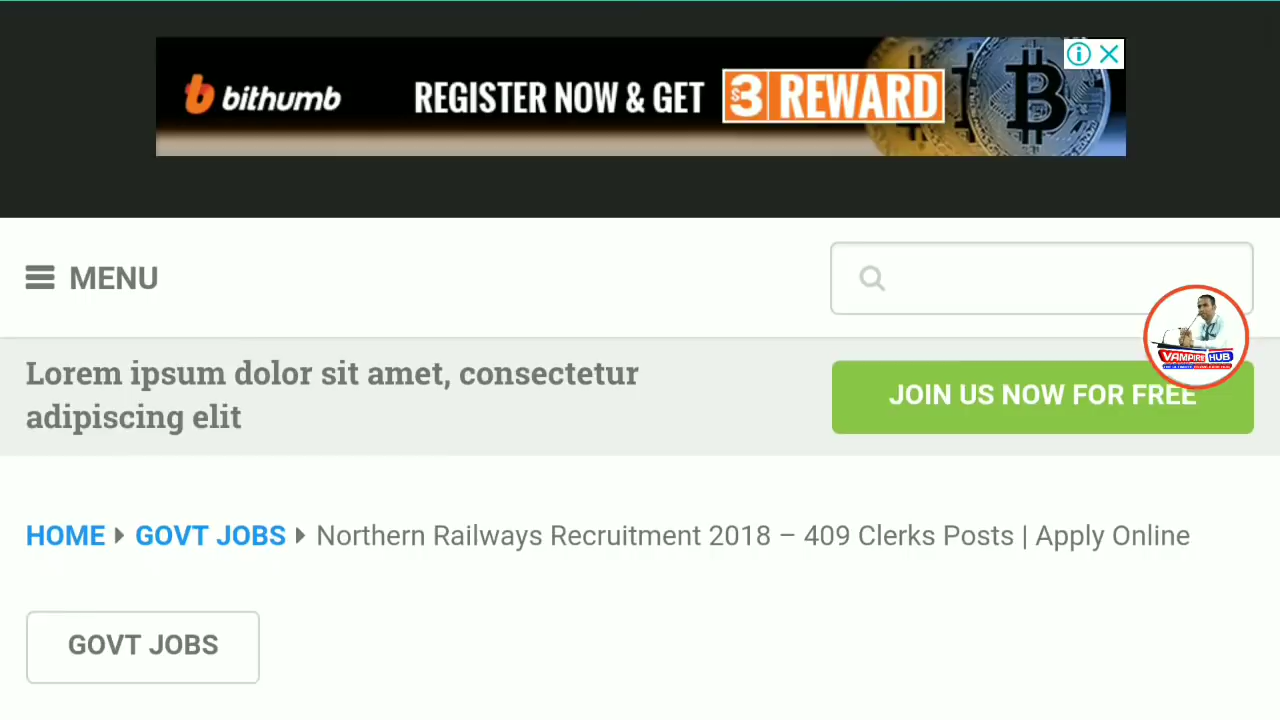 bithumb REGISTER NOW & GET $3 REWARD
MENU
VAMPIRE HUB
Lorem ipsum dolor sit amet, consectetur
adipiscing elit
JOIN US NOW FOR FREE
HOME GOVT JOBS Northern Railways Recruitment 2018 – 409 Clerks Posts | Apply Online
GOVT JOBS